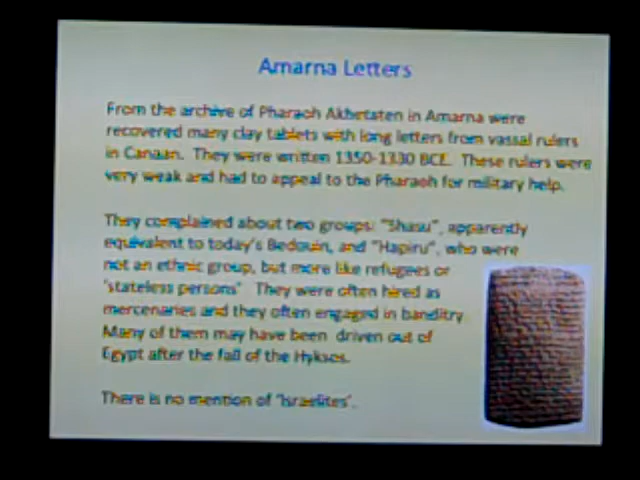 Amarna Letters
From the archive of Pharaoh Akhetaten in Amarna were
recovered many clay tablets with long letters from vassal rulers
in Canaan. They were written 1350-1330 BCE. These rulers were
very weak and had to appeal to the Pharaoh for military help.
They complained about two groups: "Shasu", apparently
equivalent to today's Bedouin, and "Hapiru", who were
not an ethnic group, but more like refugees or
'stateless persons" They were often hired as
mercenaries and they often engaged in banditry.
Many of them may have been driven out of
Egypt after the fall of the Hyksos.
There is no mention of "Israelites".